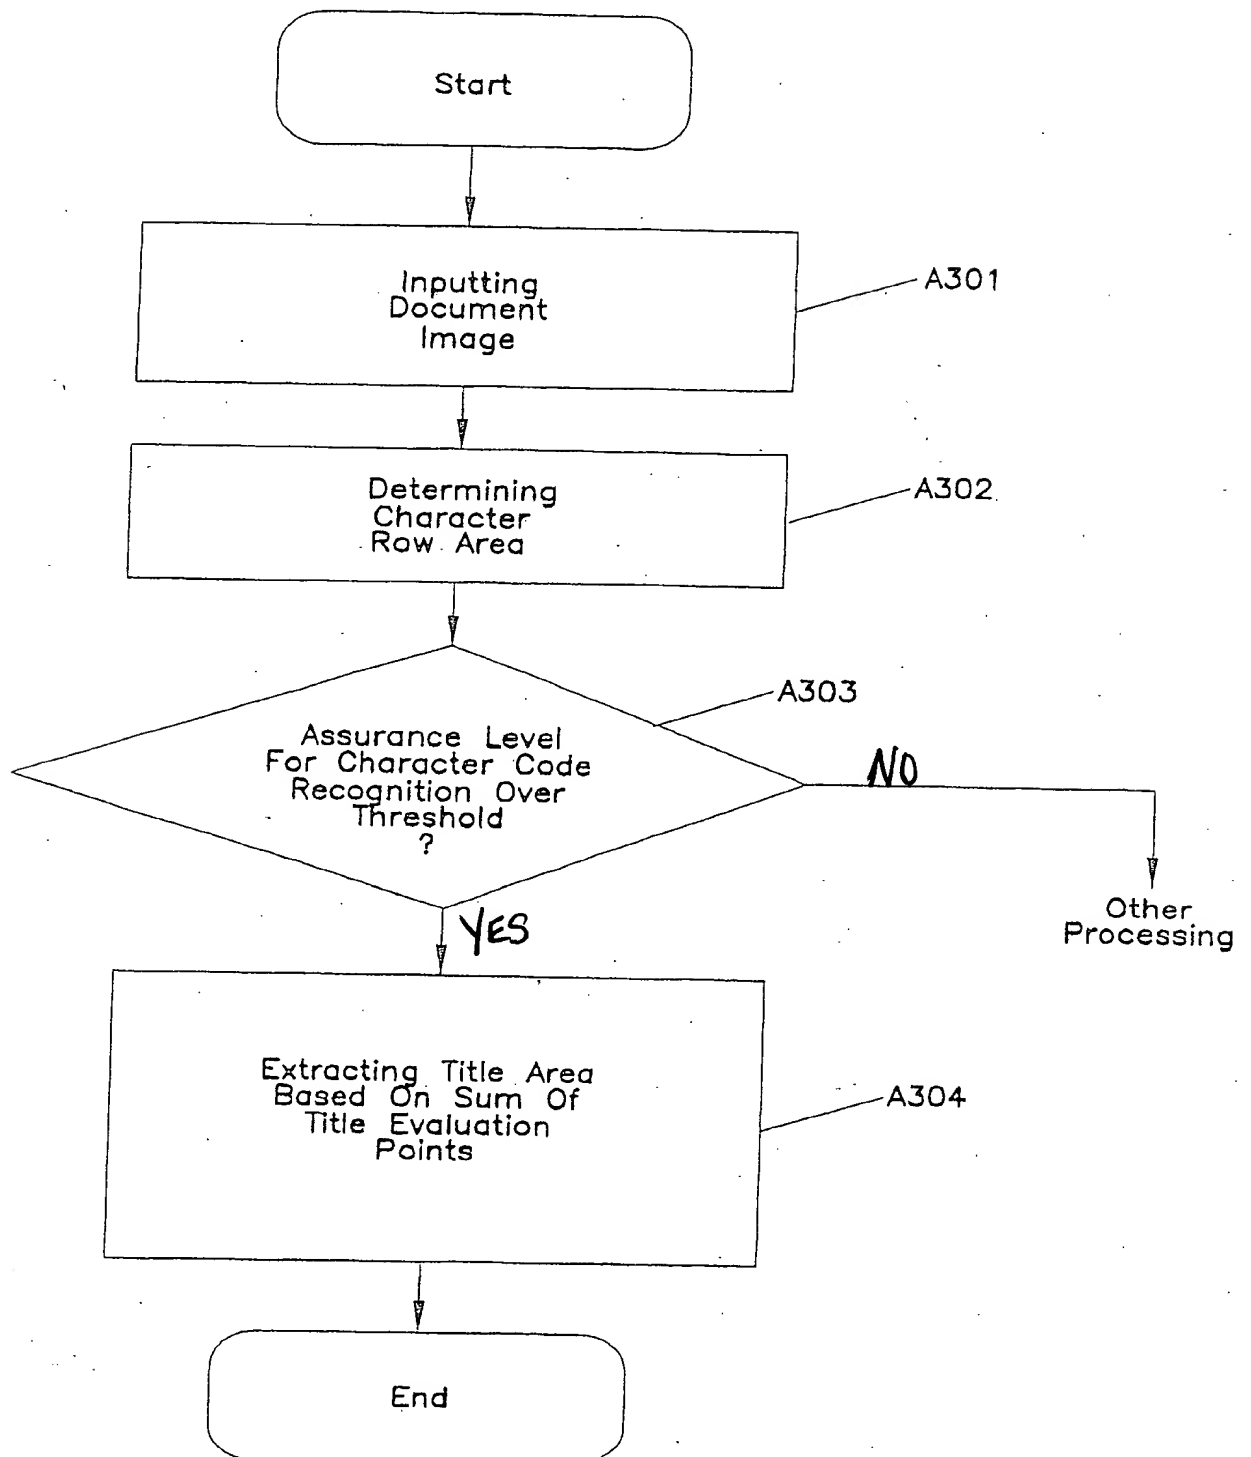 Start
Inputting
Document
Image
A301
Determining
Character
Row Area
A302
A303
Assurance Level
For Character Code
Recognition Over
Threshold
?
NO
Other
Processing
YES
Extracting Title Area
Based On Sum Of
Title Evaluation
Points
A304
End